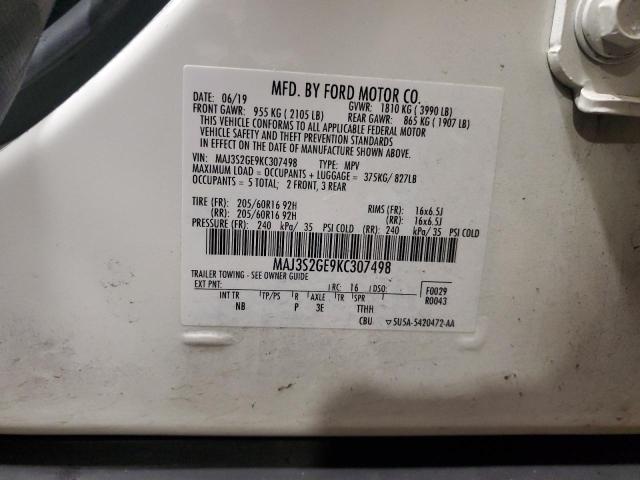 MFD. BY FORD MOTOR CO.
DATE: 06/19 GVWR: 1810 KG ( 3990 LB)
FRONT GAWR: 955 KG ( 2105 LB) REAR GAWR: 865 KG ( 1907 LB)
THIS VEHICLE CONFORMS TO ALL APPLICABLE FEDERAL MOTOR
VEHICLE SAFETY AND THEFT PREVENTION STANDARDS
IN EFFECT ON THE DATE OF MANUFACTURE SHOWN ABOVE.
VIN: MAJ3S2GE9KC307498 TYPE: MPV
MAXIMUM LOAD = OCCUPANTS + LUGGAGE = 375KG/ 827LB
OCCUPANTS = 5 TOTAL; 2 FRONT, 3 REAR
TIRE (FR): 205/60R16 92H RIMS (FR): 16x6.5J
(RR): 205/60R16 92H (RR): 16x6.5J
PRESSURE (FR): 240 kPa/ 35 PSI COLD (RR): 240 kPa/ 35 PSI COLD
MAJ3S2GE9KC307498
TRAILER TOWING - SEE OWNER GUIDE
EXT PNT: RC: 16 DSO: F0029
R0043
INT TR TP/PS R AXLE TR SPR
NB P 3E TTHH
CBU 5U5A-5420472-AA